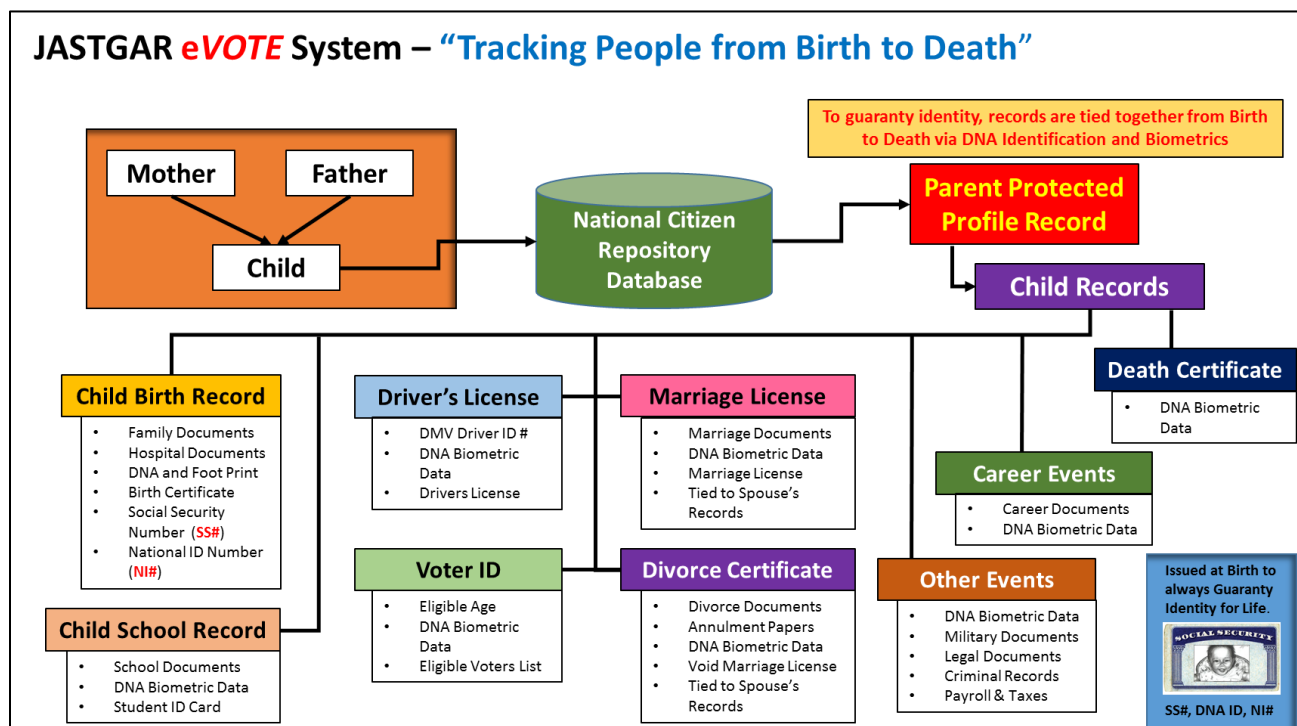 JASTGAR eVOTE System – “Tracking People from Birth to Death”
To guaranty identity, records are tied together from Birth
to Death via DNA Identification and Biometrics
Mother
Father
Child
National Citizen
Repository
Database
Parent Protected
Profile Record
Child Records
Child Birth Record
• Family Documents
• Hospital Documents
• DNA and Foot Print
• Birth Certificate
• Social Security
Number (SS#)
• National ID Number
(NI#)
Child School Record
• School Documents
• DNA Biometric Data
• Student ID Card
Driver’s License
• DMV Driver ID #
• DNA Biometric
Data
• Drivers License
Voter ID
• Eligible Age
• DNA Biometric
Data
• Eligible Voters List
Marriage License
• Marriage Documents
• DNA Biometric Data
• Marriage License
• Tied to Spouse’s
Records
Divorce Certificate
• Divorce Documents
• Annulment Papers
• DNA Biometric Data
• Void Marriage License
• Tied to Spouse’s
Records
Other Events
• DNA Biometric Data
• Military Documents
• Legal Documents
• Criminal Records
• Payroll & Taxes
Career Events
• Career Documents
• DNA Biometric Data
Death Certificate
• DNA Biometric
Data
Issued at Birth to
always Guaranty
Identity for Life.
SOCIAL SECURITY
SS#, DNA ID, NI#